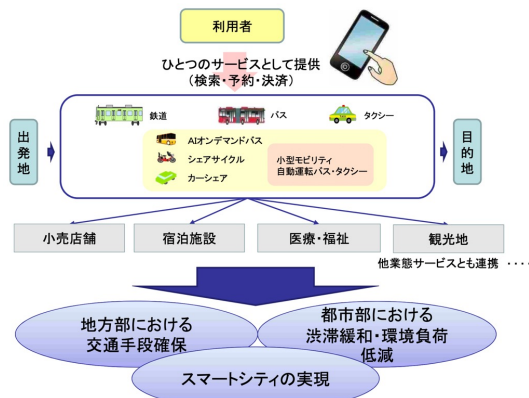 利用者
ひとつのサービスとして提供
(検索・予約・決済)
出発地
鉄道
バス
タクシー
AIオンデマンドバス
シェアサイクル
カーシェア
小型モビリティ
自動運転バス・タクシー
目的地
小売店舗
宿泊施設
医療・福祉
観光地
他業態サービスとも連携 ・・・・
地方部における
交通手段確保
都市部における
渋滞緩和・環境負荷
低減
スマートシティの実現